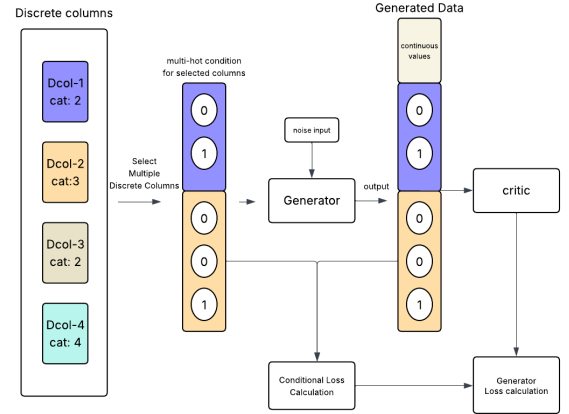 Discrete columns
Generated Data
Dcol-1
cat: 2
Dcol-2
cat:3
Dcol-3
cat: 2
Dcol-4
cat: 4
Select
Multiple
Discrete Columns
multi-hot condition
for selected columns
0
1
0
0
1
noise input
Generator
output
continuous
values
0
1
0
0
1
critic
Conditional Loss
Calculation
Generator
Loss calculation